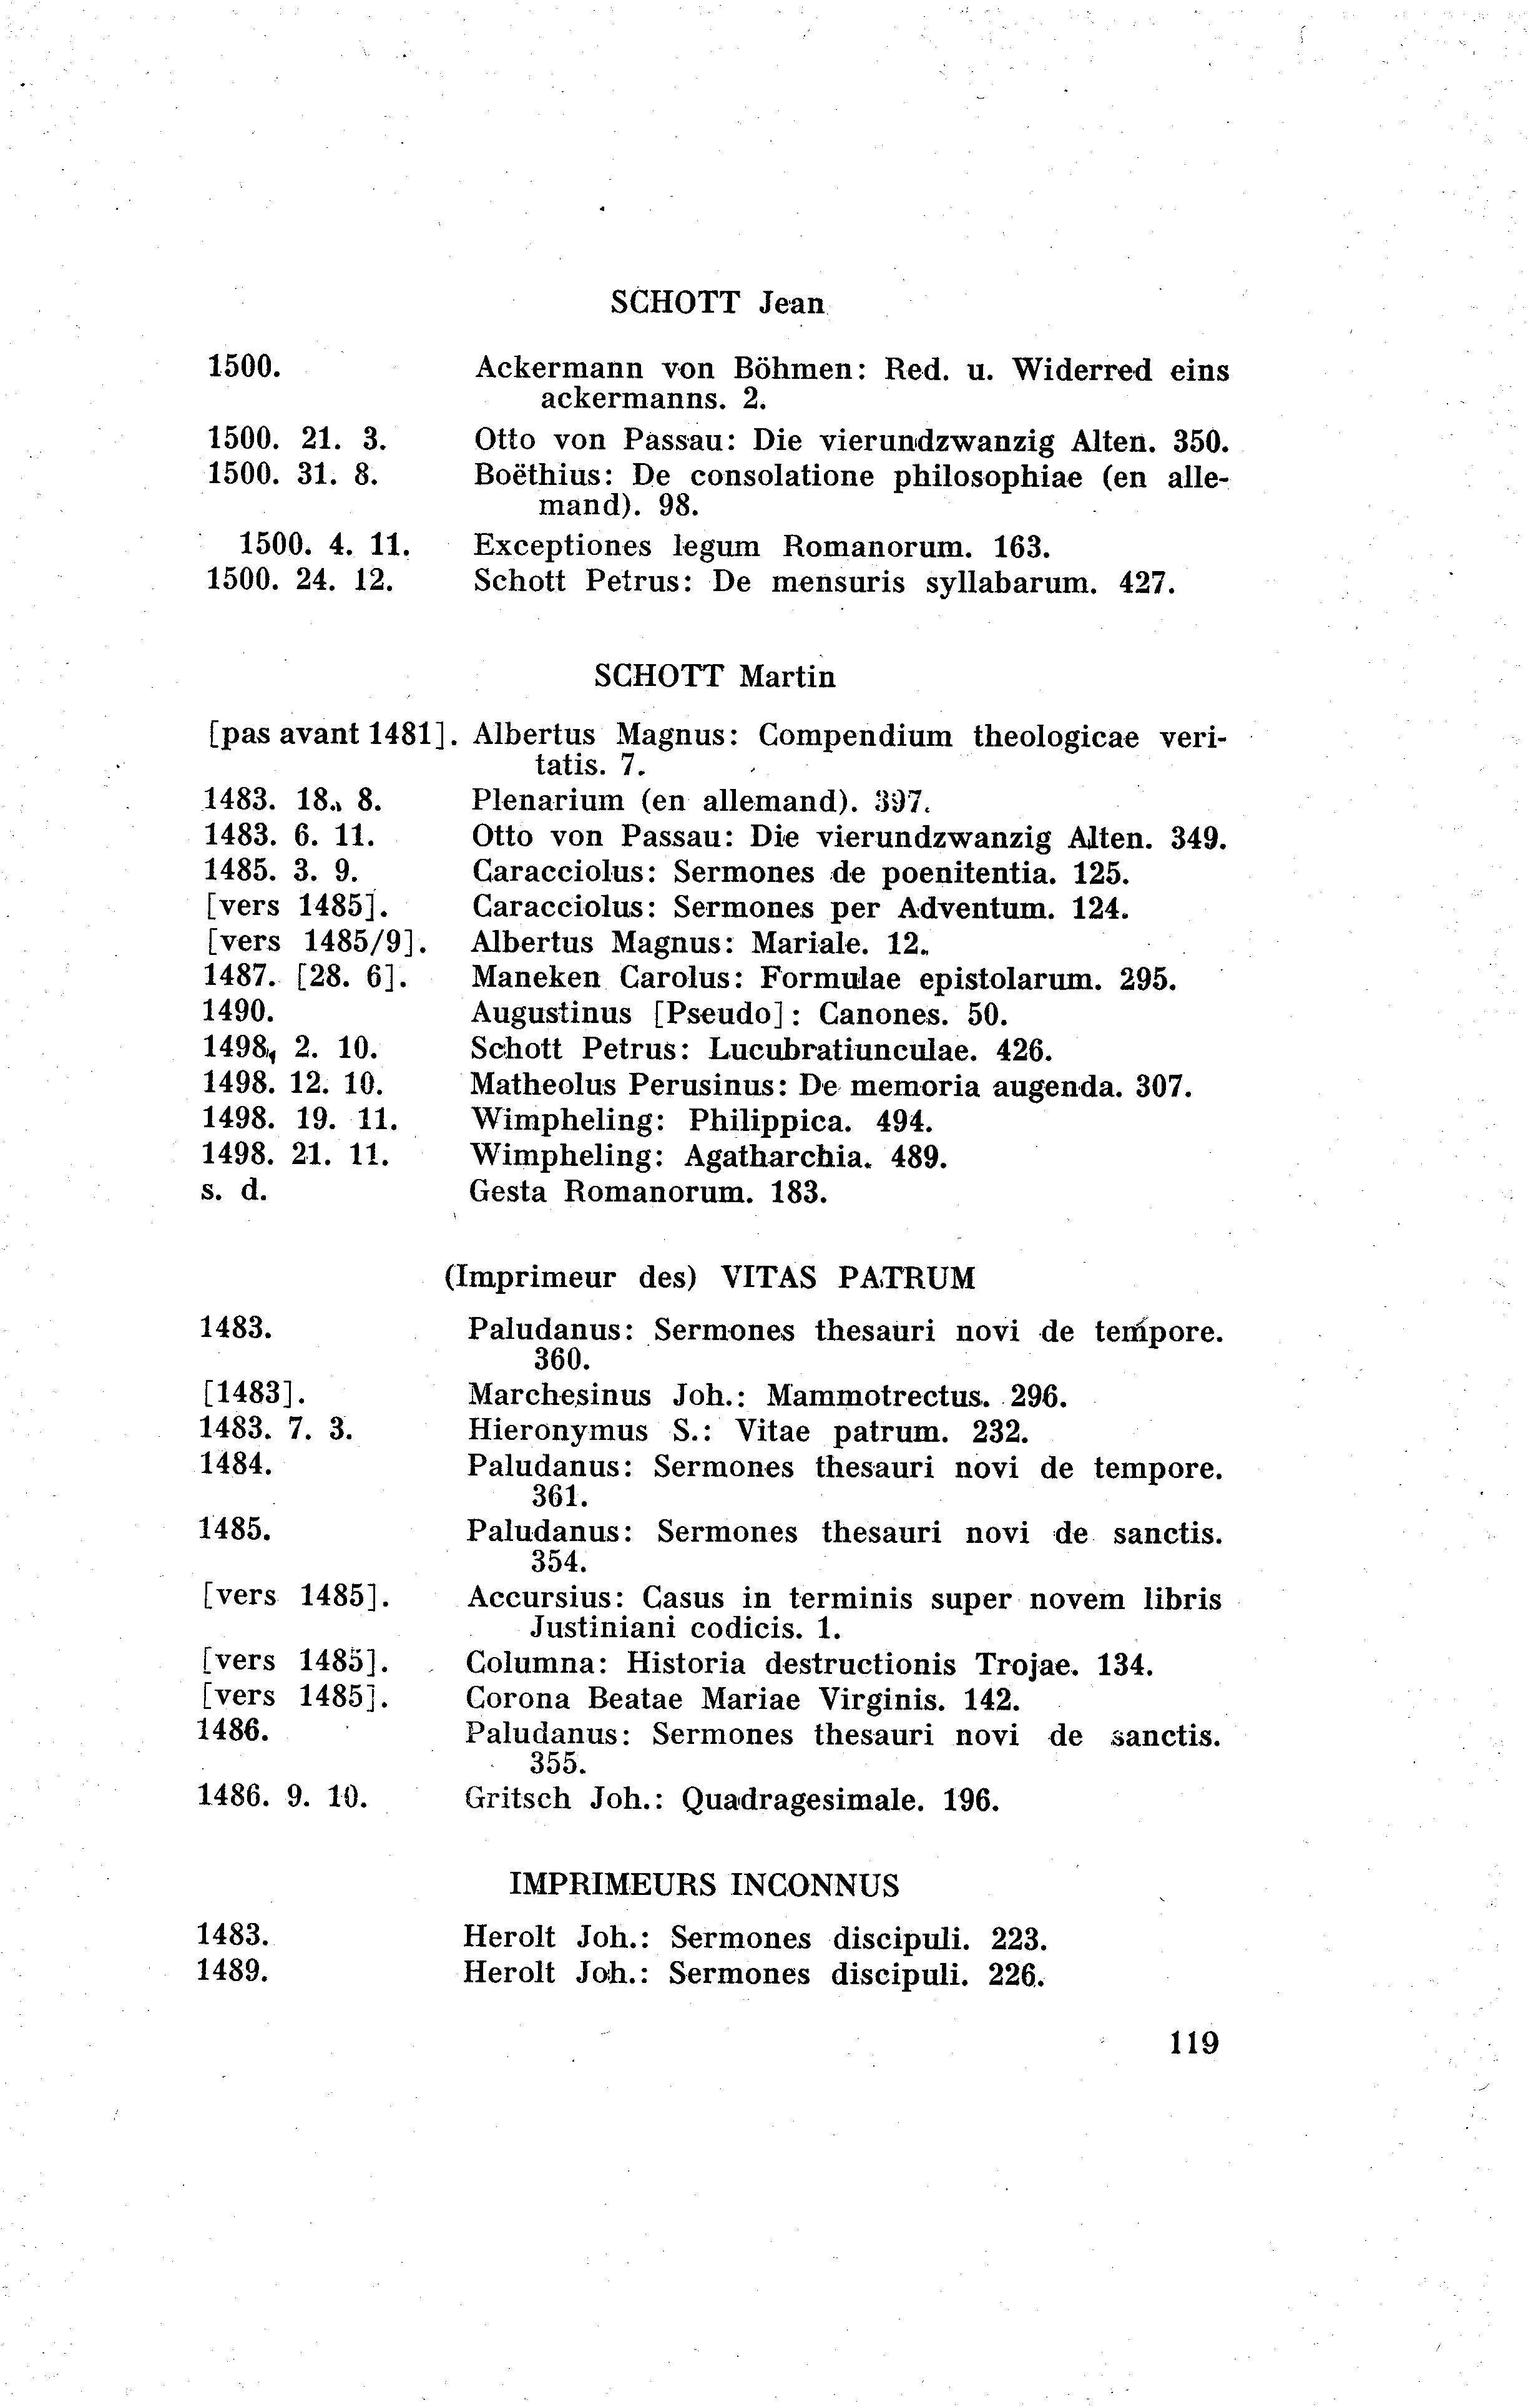 SCHOTT Jean
1500. Ackermann von Böhmen: Red. u. Widerred eins
ackermanns. 2.
1500. 21. 3. Otto von Passau: Die vierundzwanzig Alten. 350.
1500. 31. 8. Boëthius: De consolatione philosophiae (en alle-
mand). 98.
1500. 4. 11. Exceptiones legum Romanorum. 163.
1500. 24. 12. Schott Petrus: De mensuris syllabarum. 427.
SCHOTT Martin
[pas avant 1481]. Albertus Magnus: Compendium theologicae veri-
tatis. 7.
1483. 18. 8. Plenarium (en allemand). 397.
1483. 6. 11. Otto von Passau: Die vierundzwanzig Alten. 349.
1485. 3. 9. Caracciolus: Sermones de poenitentia. 125.
[vers 1485]. Caracciolus: Sermones per Adventum. 124.
[vers 1485/9]. Albertus Magnus: Mariale. 12.
1487. [28. 6]. Maneken Carolus: Formulae epistolarum. 295.
1490. Augustinus [Pseudo]: Canones. 50.
1498, 2. 10. Schott Petrus: Lucubratiunculae. 426.
1498. 12. 10. Matheolus Perusinus: De memoria augenda. 307.
1498. 19. 11. Wimpheling: Philippica. 494.
1498. 21. 11. Wimpheling: Agatharchia. 489.
s. d. Gesta Romanorum. 183.
(Imprimeur des) VITAS PATRUM
1483. Paludanus: Sermones thesauri novi de tempore.
360.
[1483]. Marchesinus Joh.: Mammotrectus. 296.
1483. 7. 3. Hieronymus S.: Vitae patrum. 232.
1484. Paludanus: Sermones thesauri novi de tempore.
361.
1485. Paludanus: Sermones thesauri novi de sanctis.
354.
[vers 1485]. Accursius: Casus in terminis super novem libris
Justiniani codicis. 1.
[vers 1485]. Columna: Historia destructionis Trojae. 134.
[vers 1485]. Corona Beatae Mariae Virginis. 142.
1486. Paludanus: Sermones thesauri novi de sanctis.
355.
1486. 9. 10. Gritsch Joh.: Quadragesimale. 196.
IMPRIMEURS INCONNUS
1483. Herolt Joh.: Sermones discipuli. 223.
1489. Herolt Joh.: Sermones discipuli. 226.
119